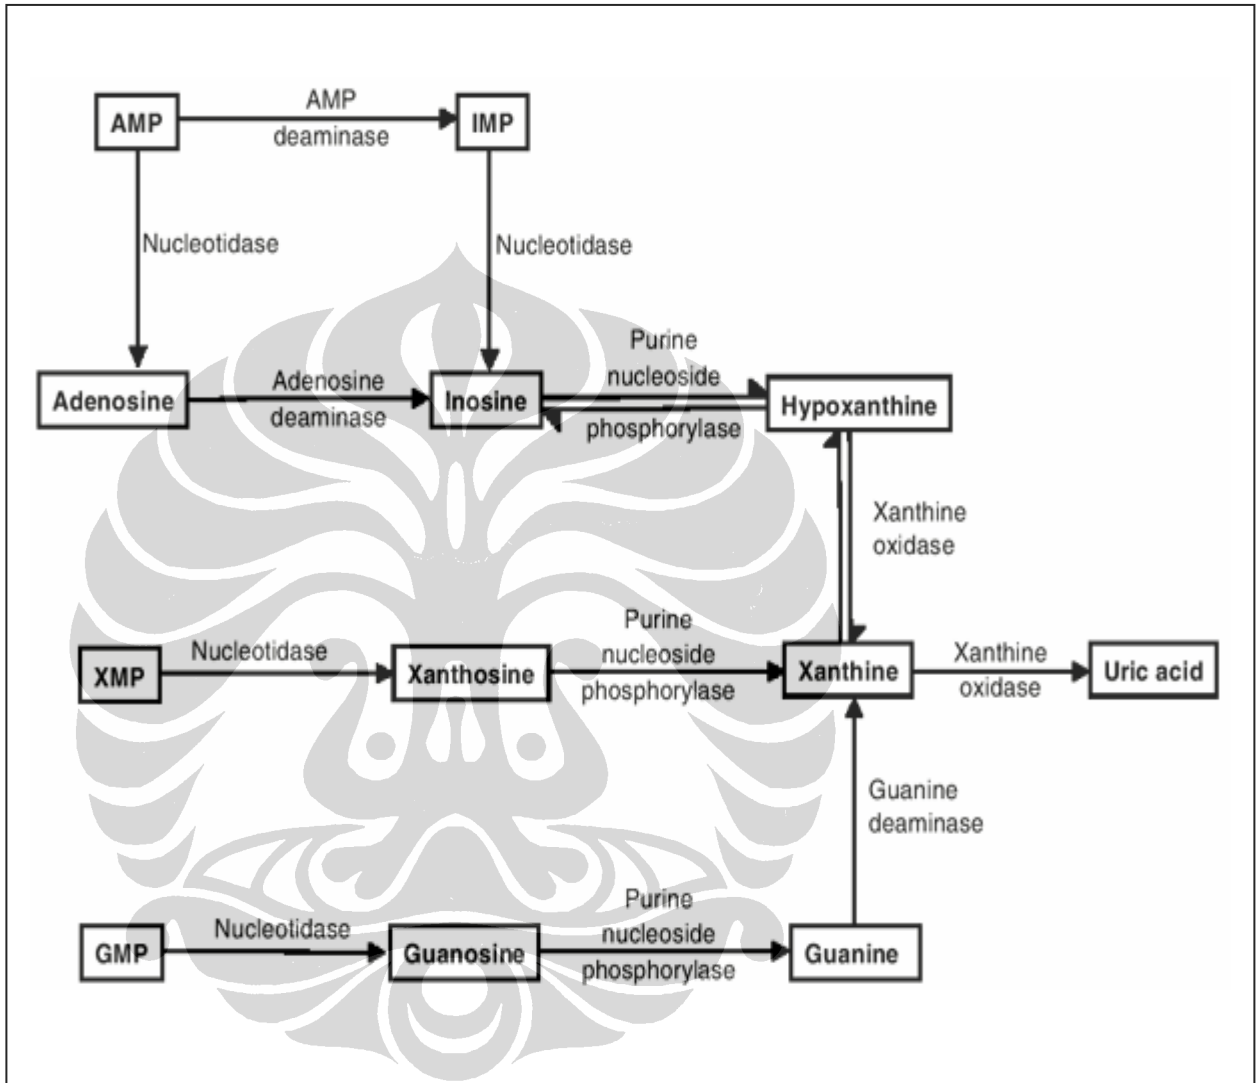 AMP
AMP
deaminase
IMP
Nucleotidase
Nucleotidase
Adenosine
Adenosine
deaminase
Inosine
Purine
nucleoside
phosphorylase
Hypoxanthine
Xanthine
oxidase
XMP
Nucleotidase
Xanthosine
Purine
nucleoside
phosphorylase
Xanthine
Xanthine
oxidase
Uric acid
Guanine
deaminase
GMP
Nucleotidase
Guanosine
Purine
nucleoside
phosphorylase
Guanine